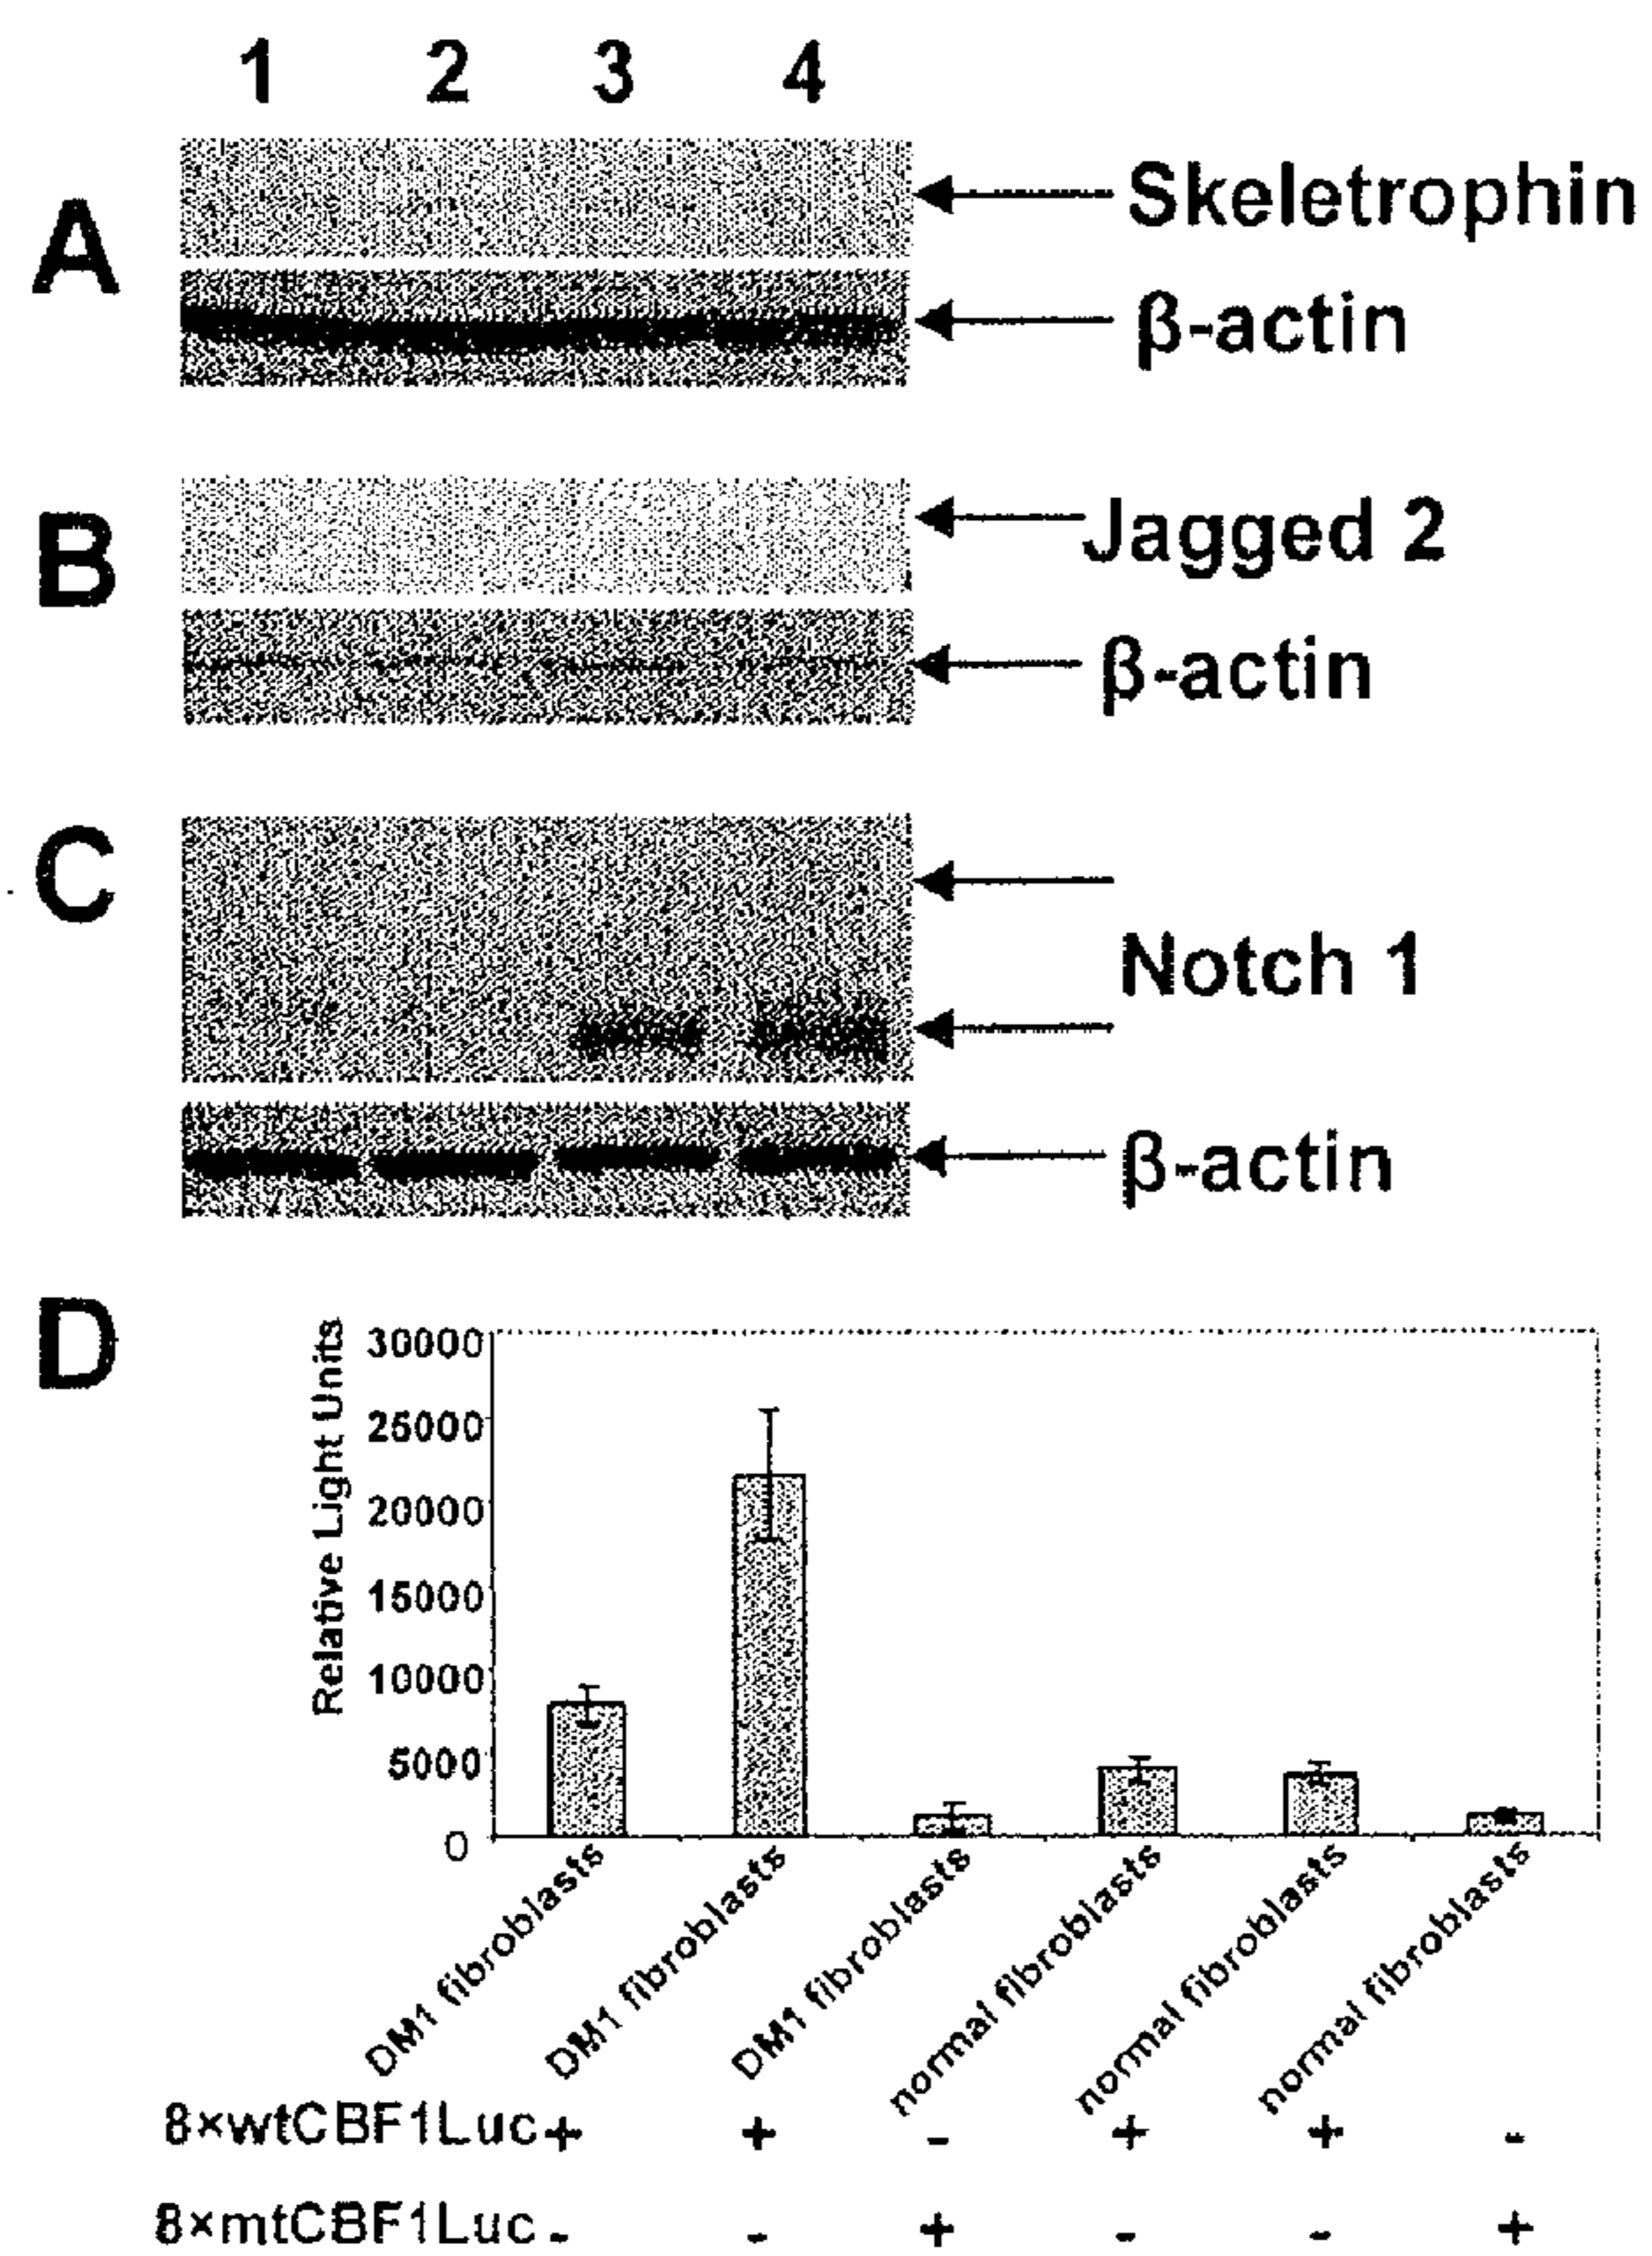 1 2 3 4
A
Skeletrophin
β-actin
B
Jagged 2
β-actin
C
Notch 1
β-actin
D
Relative Light Units
30000
25000
20000
15000
10000
5000
0
DM1 fibroblasts
DM1 fibroblasts
DM1 fibroblasts
normal fibroblasts
normal fibroblasts
normal fibroblasts
8×wtCBF1Luc + + - + + -
8×mtCBF1Luc - - + - - +